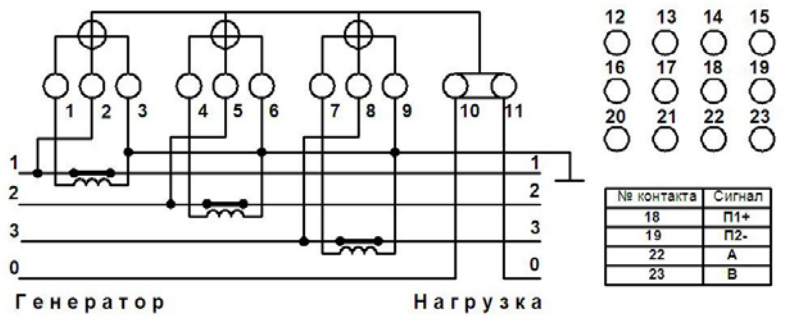 12 13 14 15
1 2 3 4 5 6 7 8 9 10 11
16 17 18 19
20 21 22 23
1 1
2 2
3 3
0 0
Генератор Нагрузка
№ контакта Сигнал
18 П1+
19 П2-
22 А
23 В